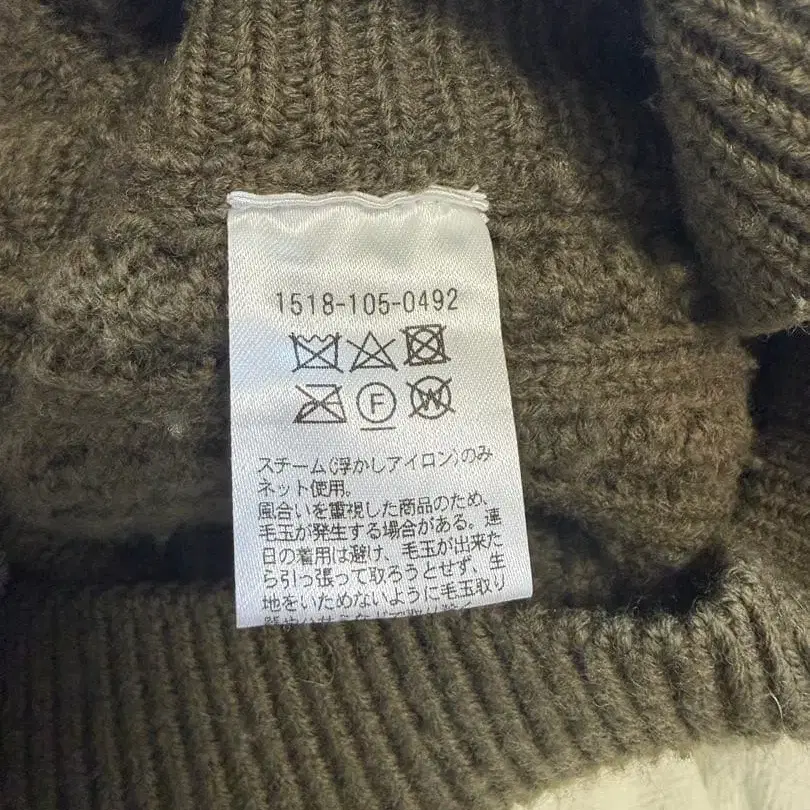 1518-105-0492
F
W
スチーム(浮かしアイロン)のみ
ネット使用。
風合いを重視した商品のため、
毛玉が発生する場合がある。連
日の着用は避け、毛玉が出来た
ら引っ張って取ろうとせず、生
地をいためないように毛玉取り